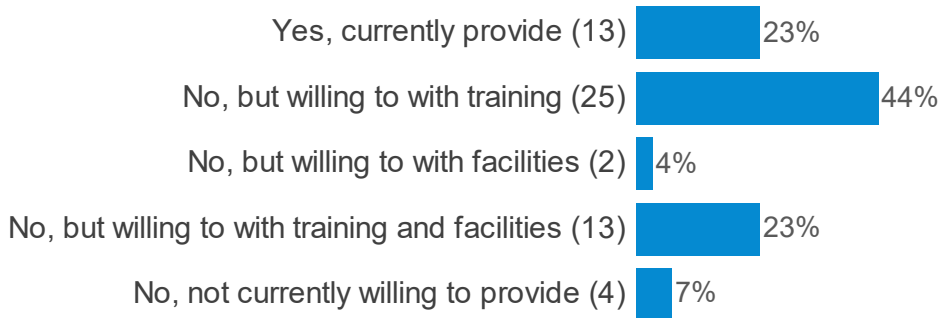 Yes, currently provide (13) 23%
No, but willing to with training (25) 44%
No, but willing to with facilities (2) 4%
No, but willing to with training and facilities (13) 23%
No, not currently willing to provide (4) 7%